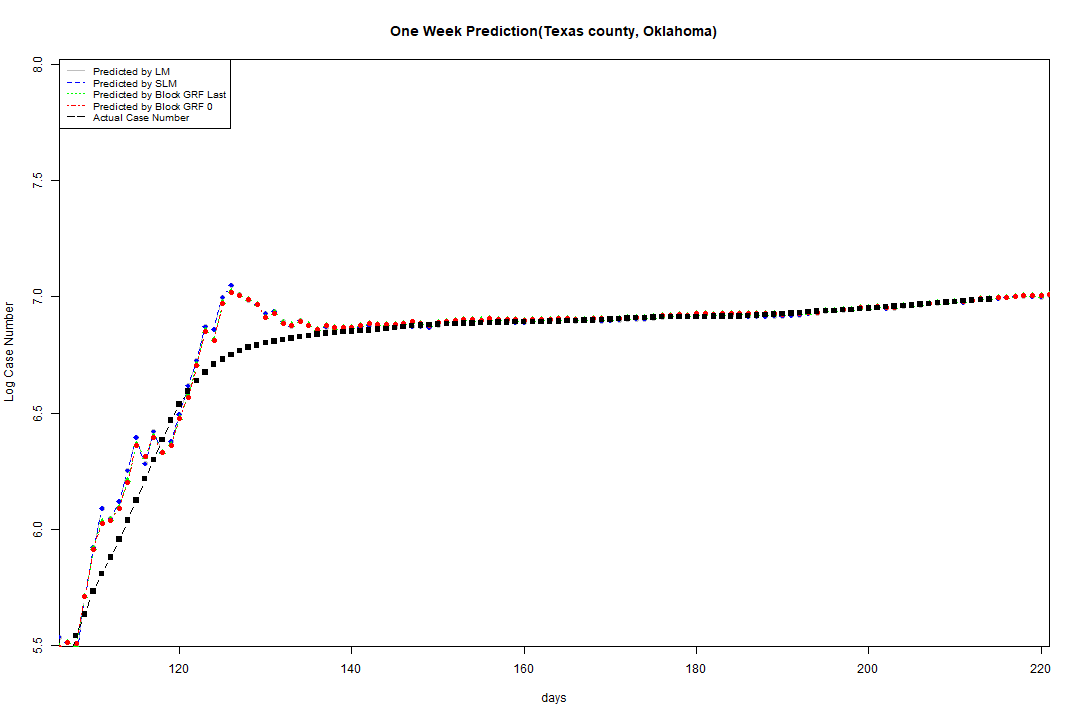 One Week Prediction(Texas county, Oklahoma)
Predicted by LM
Predicted by SLM
Predicted by Block GRF Last
Predicted by Block GRF 0
Actual Case Number
8.0
7.5
7.0
6.5
6.0
5.5
Log Case Number
120 140 160 180 200 220
days